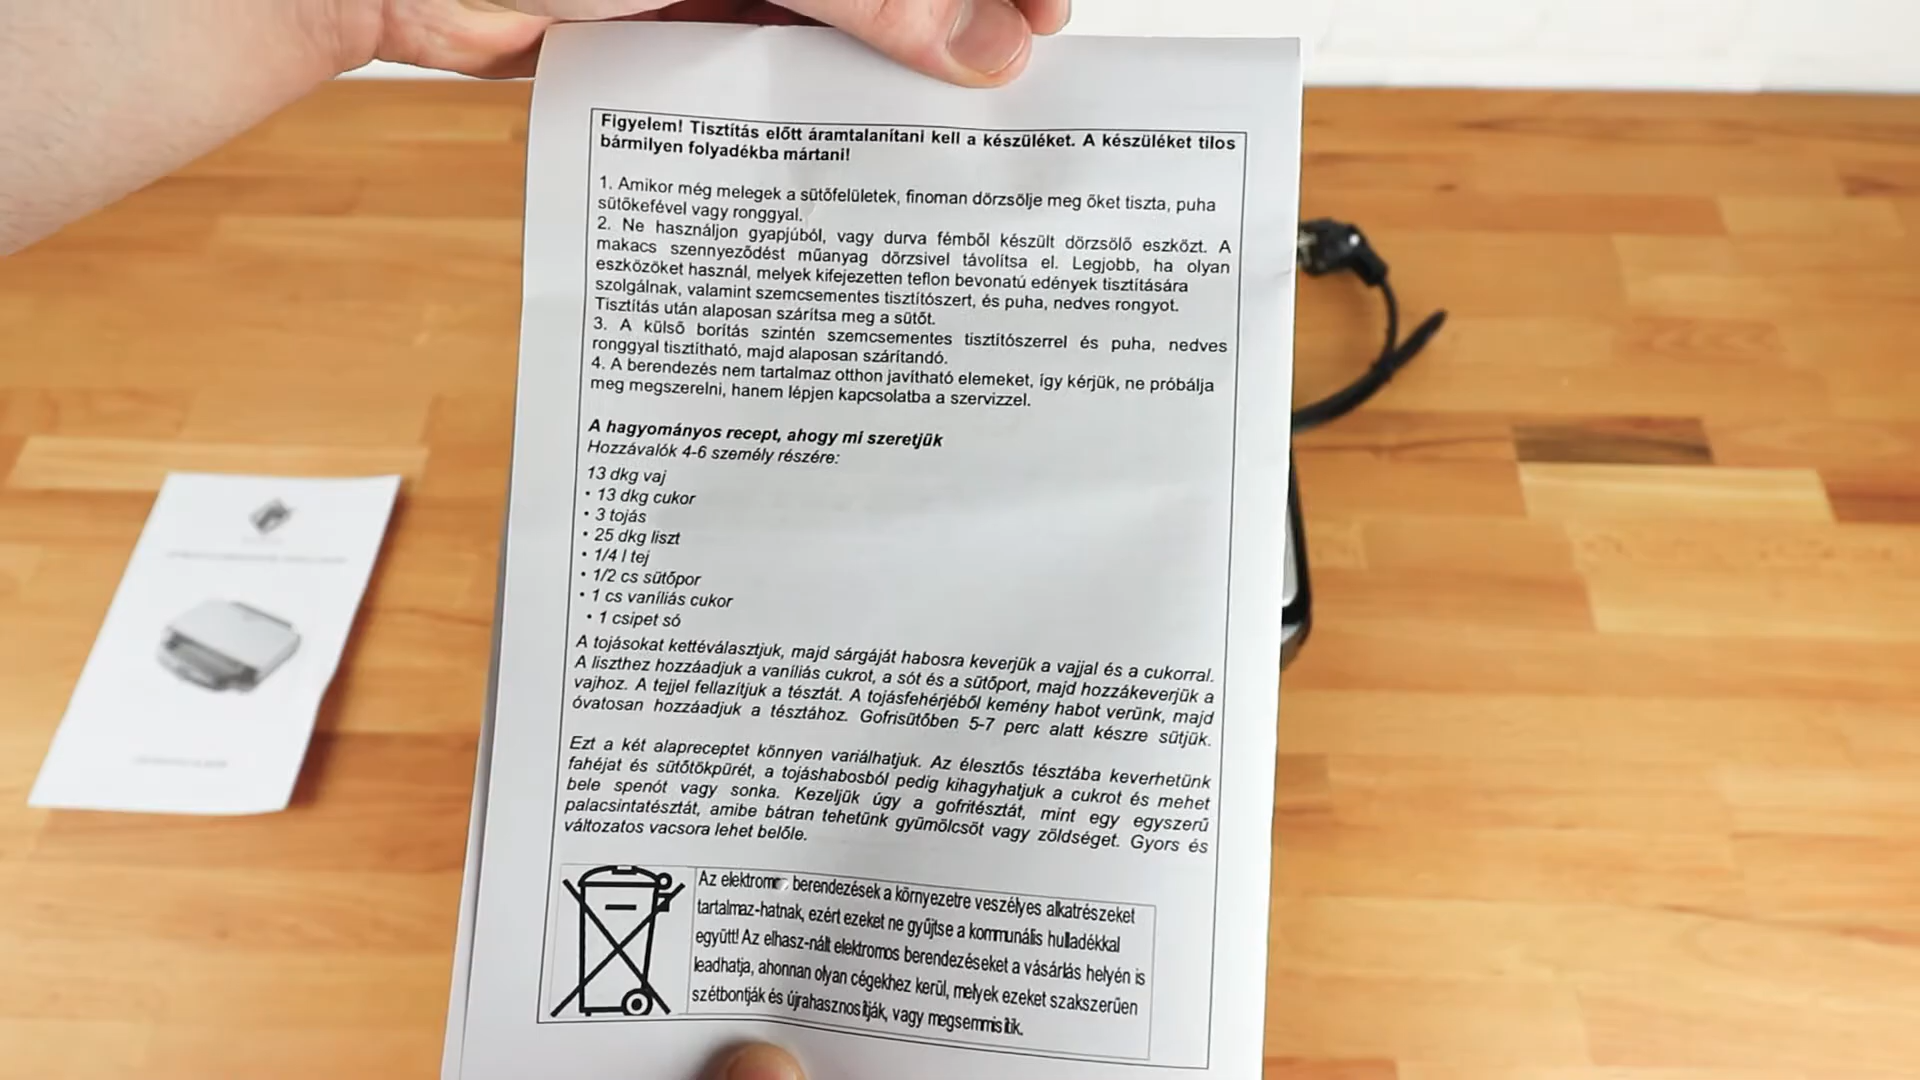 Figyelem! Tisztítás előtt áramtalanítani kell a készüléket. A készüléket tilos
bármilyen folyadékba mártani!
1. Amikor még melegek a sütőfelületek, finoman dörzsölje meg őket tiszta, puha
sütőkefével vagy ronggyal.
2. Ne használjon gyapjúból, vagy durva fémből készült dörzsölő eszközt. A
makacs szennyeződést műanyag dörzsivel távolítsa el. Legjobb, ha olyan
eszközöket használ, melyek kifejezetten teflon bevonatú edények tisztítására
szolgálnak, valamint szemcsementes tisztítószert, és puha, nedves rongyot.
Tisztítás után alaposan szárítsa meg a sütőt.
3. A külső borítás szintén szemcsementes tisztítószerrel és puha, nedves
ronggyal tisztítható, majd alaposan szárítandó.
4. A berendezés nem tartalmaz otthon javítható elemeket, így kérjük, ne próbálja
meg megszerelni, hanem lépjen kapcsolatba a szervizzel.
A hagyományos recept, ahogy mi szeretjük
Hozzávalók 4-6 személy részére:
13 dkg vaj
• 13 dkg cukor
• 3 tojás
• 25 dkg liszt
• 1/4 l tej
• 1/2 cs sütőpor
• 1 cs vaníliás cukor
• 1 csipet só
A tojásokat kettéválasztjuk, majd sárgáját habosra keverjük a vajjal és a cukorral.
A liszthez hozzáadjuk a vaníliás cukrot, a sót és a sütőport, majd hozzákeverjük a
vajhoz. A tejjel fellazítjuk a tésztát. A tojásfehérjéből kemény habot verünk, majd
óvatosan hozzáadjuk a tésztához. Gofrisütőben 5-7 perc alatt készre sütjük.
Ezt a két alapreceptet könnyen variálhatjuk. Az élesztős tésztába keverhetünk
fahéjat és sütőtökpürét, a tojáshabosból pedig kihagyhatjuk a cukrot és mehet
bele spenót vagy sonka. Kezeljük úgy a gofritésztát, mint egy egyszerű
palacsintatésztát, amibe bátran tehetünk gyümölcsöt vagy zöldséget. Gyors és
változatos vacsora lehet belőle.
Az berendezések a környezetre veszélyes alkatrészeket
tartalmaz-hatnak, ezért ezeket ne gyűjtse a kommunális hulladékkal
együtt! Az elhasz-nált elektromos berendezéseket a vásárlás helyén is
leadhatja, ahonnan olyan cégekhez kerül, melyek ezeket szakszerűen
szétbontják és újrahasznosítják, vagy megsemmisítik.